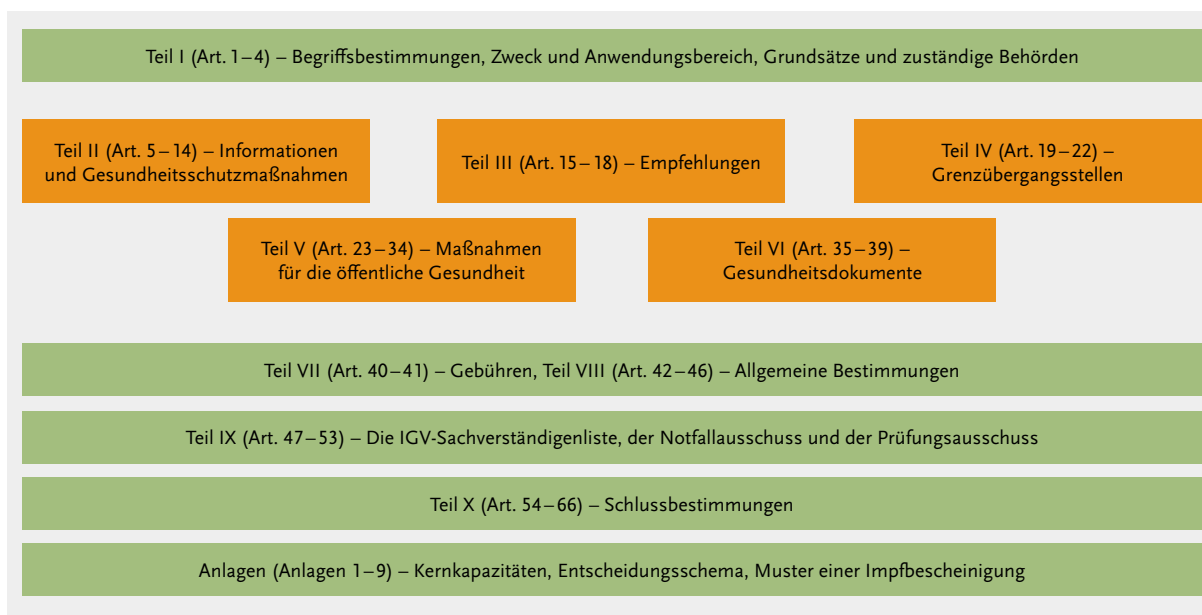 Teil I (Art. 1–4) – Begriffsbestimmungen, Zweck und Anwendungsbereich, Grundsätze und zuständige Behörden
Teil II (Art. 5–14) – Informationen
und Gesundheitsschutzmaßnahmen
Teil III (Art. 15–18) – Empfehlungen
Teil IV (Art. 19–22) –
Grenzübergangsstellen
Teil V (Art. 23–34) – Maßnahmen
für die öffentliche Gesundheit
Teil VI (Art. 35–39) –
Gesundheitsdokumente
Teil VII (Art. 40–41) – Gebühren, Teil VIII (Art. 42–46) – Allgemeine Bestimmungen
Teil IX (Art. 47–53) – Die IGV-Sachverständigenliste, der Notfallausschuss und der Prüfungsausschuss
Teil X (Art. 54–66) – Schlussbestimmungen
Anlagen (Anlagen 1–9) – Kernkapazitäten, Entscheidungsschema, Muster einer Impfbescheinigung